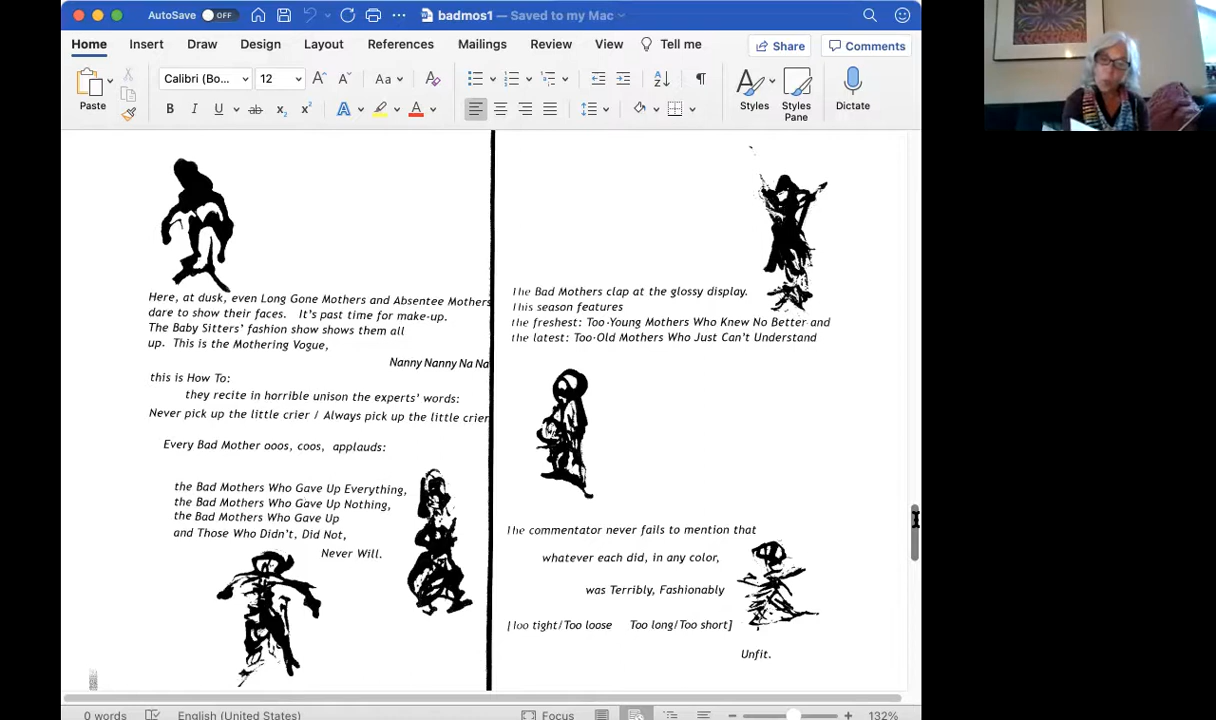 AutoSave OFF
badmos1 — Saved to my Mac
Home Insert Draw Design Layout References Mailings Review View Tell me Share Comments
Calibri (Bo... 12 Aa
Paste
Styles Styles Pane Dictate
B I U ab x₂ x² A A
Here, at dusk, even Long Gone Mothers and Absentee Mothers
dare to show their faces. It's past time for make-up.
The Baby Sitters' fashion show shows them all
up. This is the Mothering Vogue,
Nanny Nanny Na Na
this is How To:
they recite in horrible unison the experts' words:
Never pick up the little crier / Always pick up the little crier
Every Bad Mother ooos, coos, applauds:
the Bad Mothers Who Gave Up Everything,
the Bad Mothers Who Gave Up Nothing,
the Bad Mothers Who Gave Up
and Those Who Didn't, Did Not,
Never Will.
The Bad Mothers clap at the glossy display.
This season features
the freshest: Too-Young Mothers Who Knew No Better and
the latest: Too-Old Mothers Who Just Can't Understand
The commentator never fails to mention that
whatever each did, in any color,
was Terribly, Fashionably
[Too tight/Too loose Too long/Too short]
Unfit.
0 words English (United States) Focus 132%